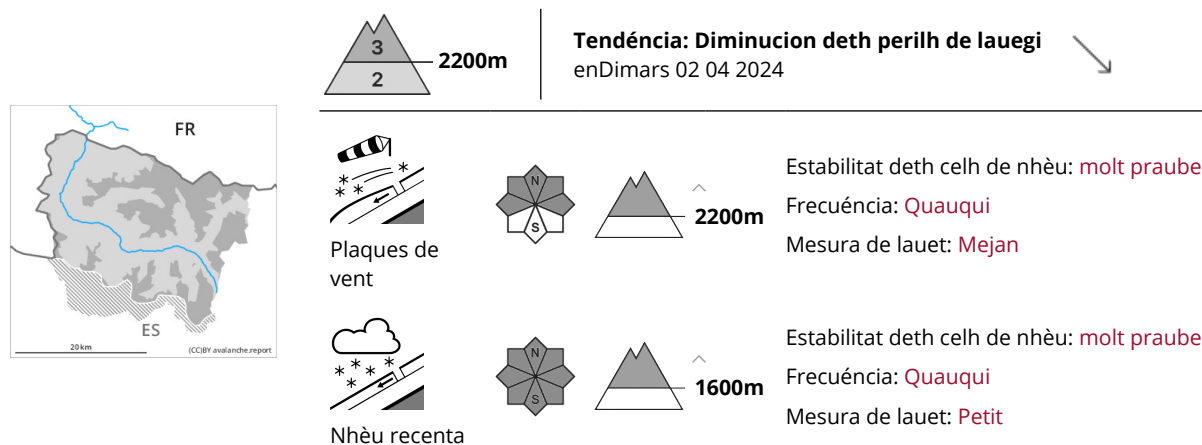 3
2
2200m
Tendéncia: Diminucion deth perilh de lauegi
enDimars 02 04 2024
FR
ES
20 km
(CC)BY avalanche.report
Plaques de
vent
N
S
2200m
Estabilitat deth celh de nhèu: molt praube
Frecuéncia: Quauqui
Mesura de lauet: Mejan
Nhèu recenta
N
S
1600m
Estabilitat deth celh de nhèu: molt praube
Frecuéncia: Quauqui
Mesura de lauet: Petit